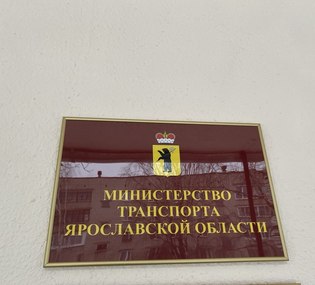 МИНИСТЕРСТВО
ТРАНСПОРТА
ЯРОСЛАВСКОЙ ОБЛАСТИ